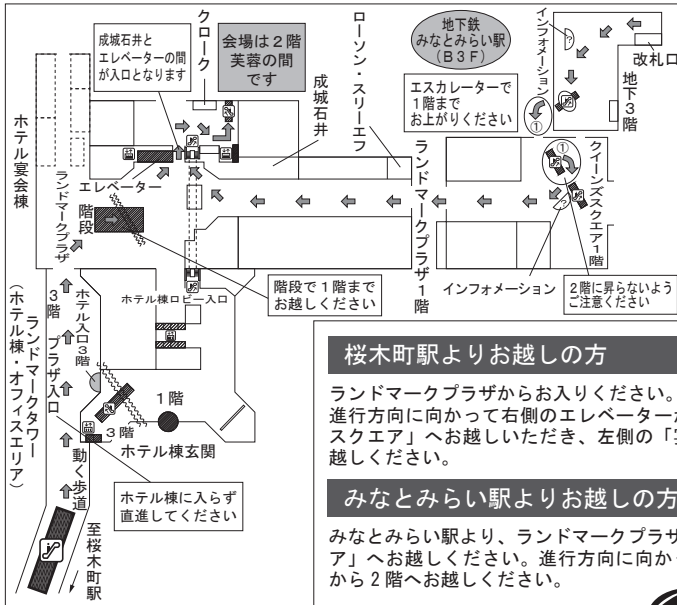 クローク
成城石井と
エレベーターの間
が入口となります
会場は２階
芙蓉の間
です
ローソン・スリーエフ
成城石井
地下鉄
みなとみらい駅
（Ｂ３Ｆ）
インフォメーション
改札口
地下３階
エスカレーターで
１階まで
お上がりください
①
①
クイーンズスクエア１階
ホテル宴会棟
ランドマークプラザ
エレベーター
階段
ランドマークプラザ１階
階段で１階まで
お越しください
インフォメーション
２階に昇らないよう
ご注意ください
ホテル棟ロビー入口
３階　プラザ入口
ホテル入口３階
ランドマークタワー
（ホテル棟・オフィスエリア）
１階
３階
ホテル棟玄関
動く歩道
ホテル棟に入らず
直進してください
至桜木町駅
桜木町駅よりお越しの方
ランドマークプラザからお入りください。
進行方向に向かって右側のエレベーター
スクエア」へお越しいただき、左側の「
越しください。
みなとみらい駅よりお越しの方
みなとみらい駅より、ランドマークプラザ
ア」へお越しください。進行方向に向か
から２階へお越しください。